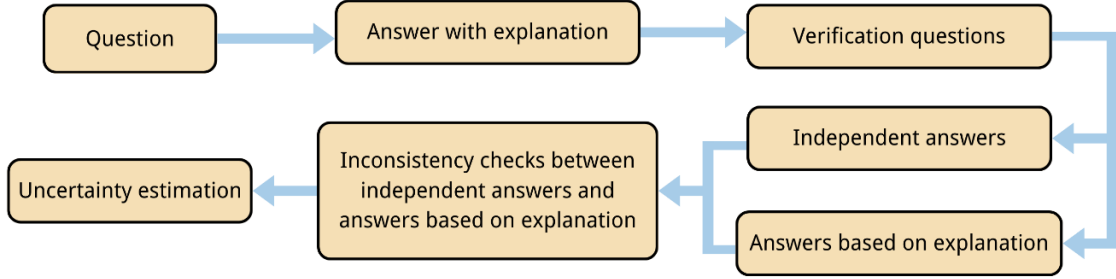 Question
Answer with explanation
Verification questions
Independent answers
Answers based on explanation
Inconsistency checks between
independent answers and
answers based on explanation
Uncertainty estimation